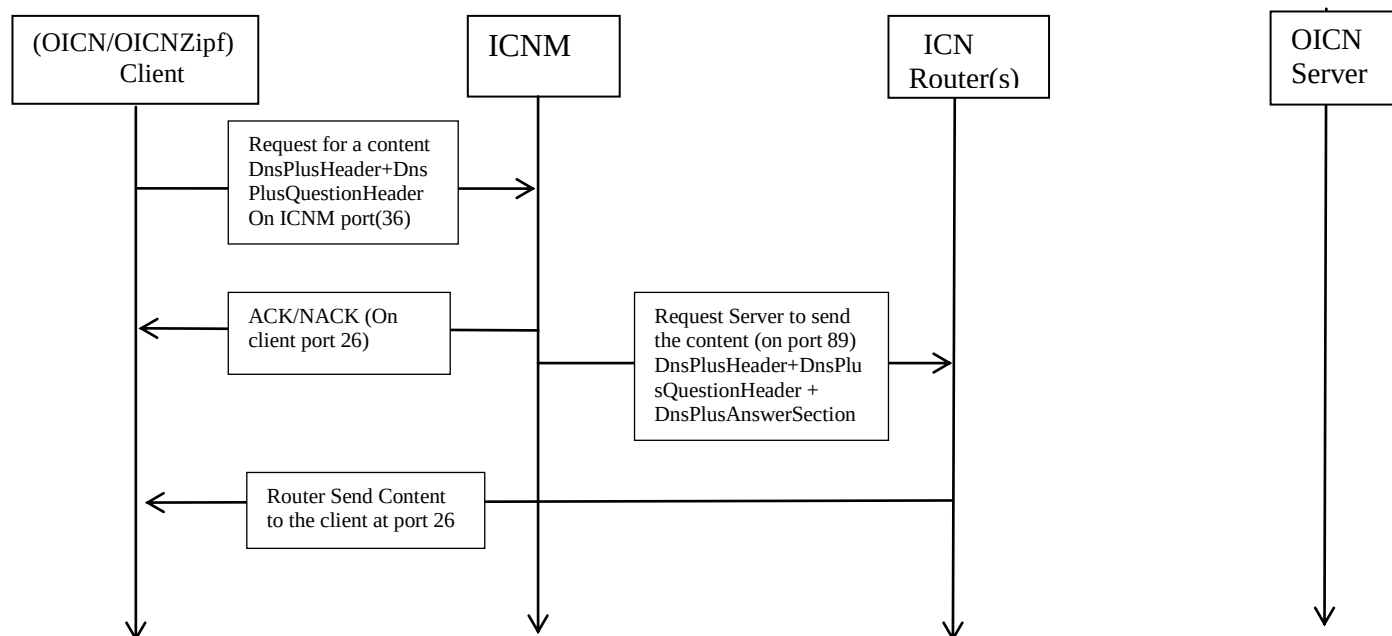 (OICN/OICNZipf)
Client
ICNM
ICN
Router(s)
OICN
Server
Request for a content
DnsPlusHeader+Dns
PlusQuestionHeader
On ICNM port(36)
ACK/NACK (On
client port 26)
Request Server to send
the content (on port 89)
DnsPlusHeader+DnsPlu
sQuestionHeader +
DnsPlusAnswerSection
Router Send Content
to the client at port 26